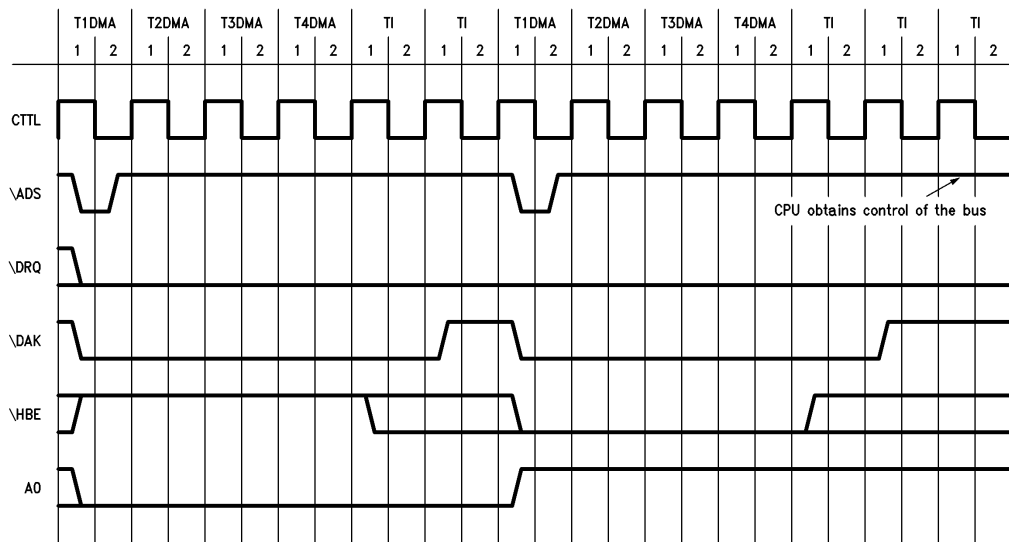 T1DMA T2DMA T3DMA T4DMA TI TI T1DMA T2DMA T3DMA T4DMA TI TI TI
1 2 1 2 1 2 1 2 1 2 1 2 1 2 1 2 1 2 1 2 1 2 1 2 1 2
CTTL
\ADS
CPU obtains control of the bus
\DRQ
\DAK
\HBE
A0